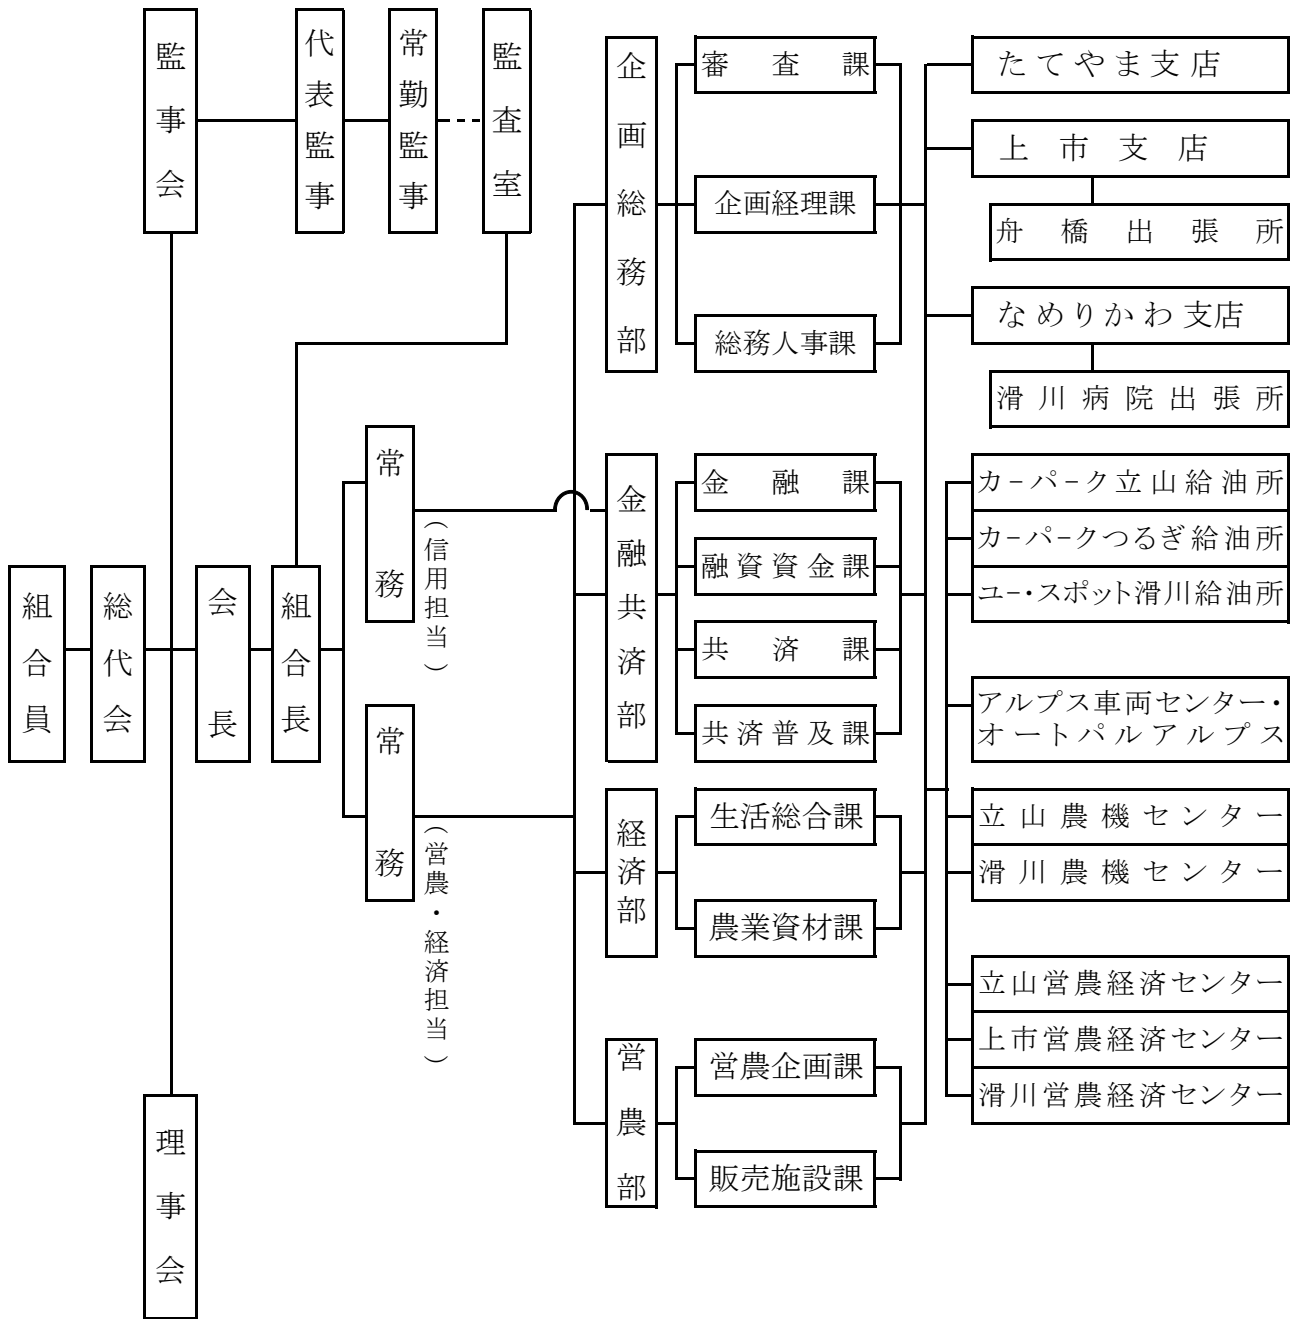 監事会
代表監事
常勤監事
監査室
組合員
総代会
会長
組合長
理事会
常務
（信用担当）
常務
（営農・経済担当）
企画総務部
審査課
企画経理課
総務人事課
金融共済部
金融課
融資資金課
共済課
共済普及課
経済部
生活総合課
農業資材課
営農部
営農企画課
販売施設課
たてやま支店
上市支店
舟橋出張所
なめりかわ支店
滑川病院出張所
カーパーク立山給油所
カーパークつるぎ給油所
ユー・スポット滑川給油所
アルプス車両センター・
オートパルアルプス
立山農機センター
滑川農機センター
立山営農経済センター
上市営農経済センター
滑川営農経済センター